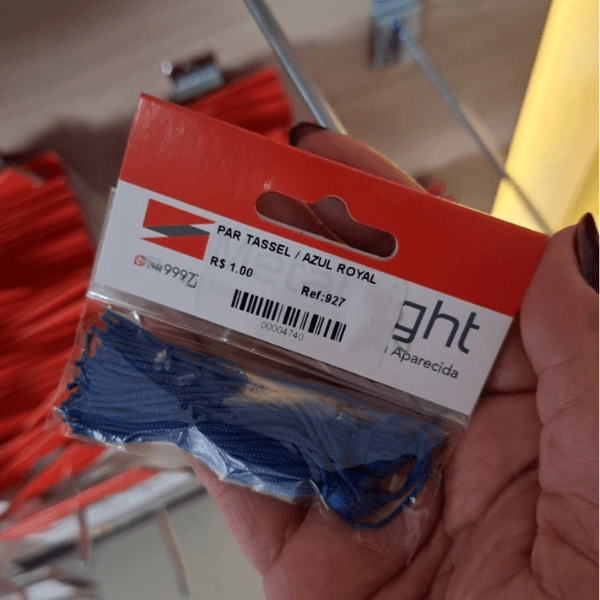 PAR TASSEL / AZUL ROYAL
R$ 1.00 Ref:927
00004740
ght
Aparecida